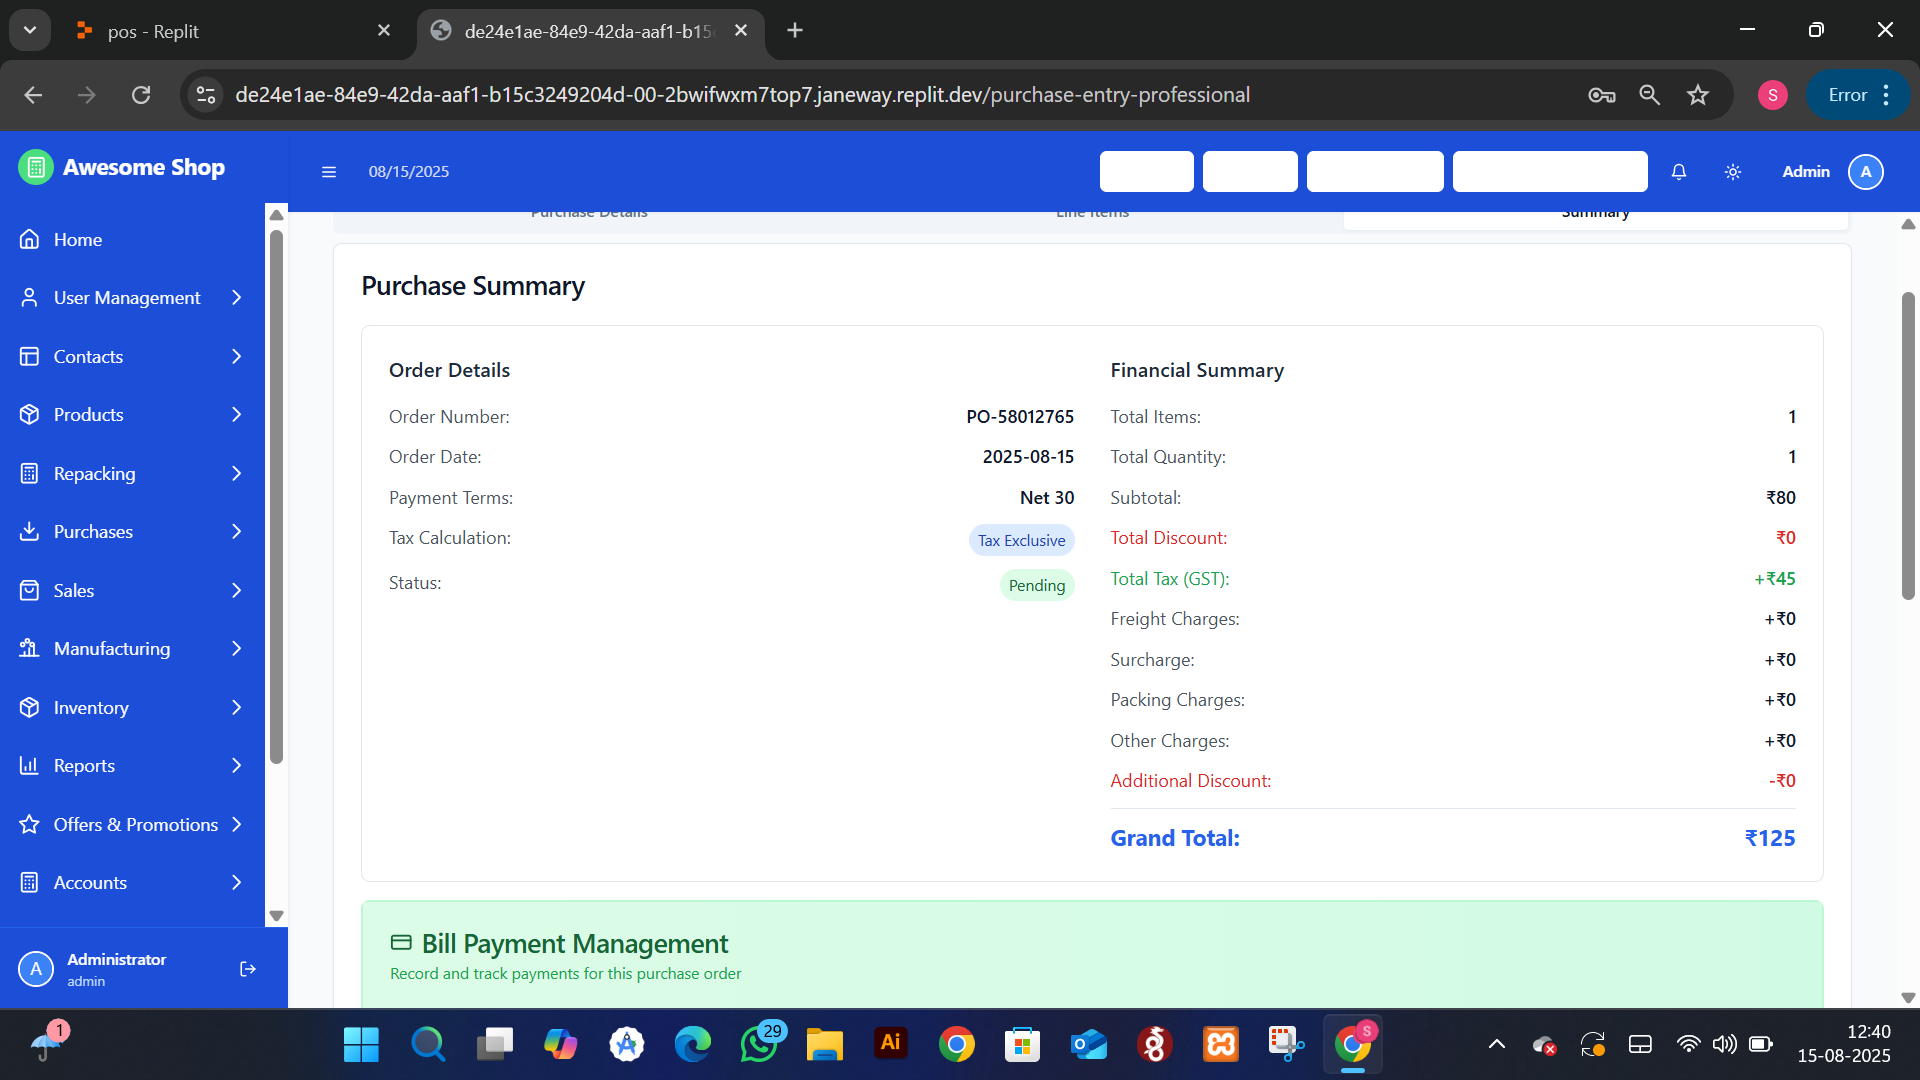 pos - Replit
de24e1ae-84e9-42da-aaf1-b15c
de24e1ae-84e9-42da-aaf1-b15c3249204d-00-2bwifwxm7top7.janeway.replit.dev/purchase-entry-professional
S
Error
Awesome Shop
08/15/2025
Admin
A
Purchase Details
Line Items
Summary
Home
User Management
Contacts
Products
Repacking
Purchases
Sales
Manufacturing
Inventory
Reports
Offers & Promotions
Accounts
A
Administrator
admin
Purchase Summary
Order Details
Order Number: PO-58012765
Order Date: 2025-08-15
Payment Terms: Net 30
Tax Calculation: Tax Exclusive
Status: Pending
Financial Summary
Total Items: 1
Total Quantity: 1
Subtotal: ₹80
Total Discount: ₹0
Total Tax (GST): +₹45
Freight Charges: +₹0
Surcharge: +₹0
Packing Charges: +₹0
Other Charges: +₹0
Additional Discount: -₹0
Grand Total: ₹125
Bill Payment Management
Record and track payments for this purchase order
1
29
Ai
S
12:40
15-08-2025